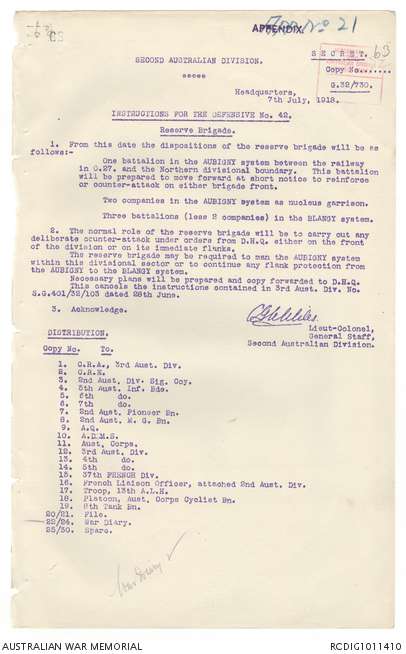 APPENDIX
App. No 21
S E C R E T.
63
Copy No......
G.32/730.
SECOND AUSTRALIAN DIVISION.
Headquarters,
7th July, 1918.
INSTRUCTIONS FOR THE DEFENSIVE No. 42.
Reserve Brigade.
1. From this date the dispositions of the reserve brigade will be as
follows:-
One battalion in the AUBIGNY system between the railway
in O.27. and the Northern divisional boundary. This battalion
will be prepared to move forward at short notice to reinforce
or counter-attack on either brigade front.
Two companies in the AUBIGNY system as nucleus garrison.
Three battalions (less 2 companies) in the BLANGY system.
2. The normal role of the reserve brigade will be to carry out any
deliberate counter-attack under orders from D.H.Q. either on the front
of the division or on its immediate flanks.
The reserve brigade may be required to man the AUBIGNY system
within this divisional sector or to continue any flank protection from
the AUBIGNY to the BLANGY system.
Necessary plans will be prepared and copy forwarded to D.H.Q.
This cancels the instructions contained in 3rd Aust. Div. No.
S.G.401/32/103 dated 28th June.
3. Acknowledge.
Lieut-Colonel,
General Staff,
Second Australian Division.
DISTRIBUTION.
Copy No. To.
1. C.R.A., 3rd Aust. Div.
2. C.R.E.
3. 2nd Aust. Div Sig. Coy.
4. 5th Aust. Inf. Bde.
5. 6th do.
6. 7th do.
7. 2nd Aust. Pioneer Bn.
8. 2nd Aust. M. G. Bn.
9. A.Q.
10. A.D.M.S.
11. Aust. Corps.
12. 3rd Aust. Div.
13. 4th do.
14. 5th do.
15. 37th FRENCH Div.
16. French Liaison Officer, attached 2nd Aust. Div.
17. Troop, 13th A.L.H.
18. Platoon, Aust. Corps Cyclist Bn.
19. 8th Tank Bn.
20/21. File.
22/24. War Diary.
25/30. Spare.
War Diary
AUSTRALIAN WAR MEMORIAL
RCDIG1011410